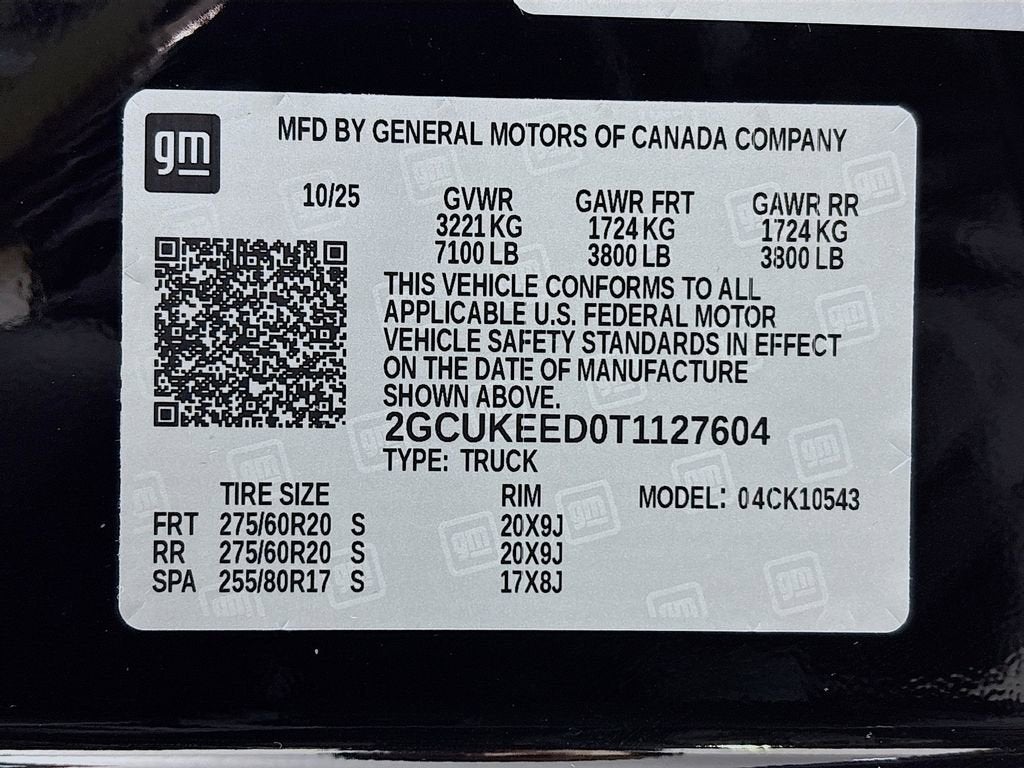 gm
MFD BY GENERAL MOTORS OF CANADA COMPANY
10/25 GVWR GAWR FRT GAWR RR
3221 KG 1724 KG 1724 KG
7100 LB 3800 LB 3800 LB
THIS VEHICLE CONFORMS TO ALL
APPLICABLE U.S. FEDERAL MOTOR
VEHICLE SAFETY STANDARDS IN EFFECT
ON THE DATE OF MANUFACTURE
SHOWN ABOVE.
2GCUKEED0T1127604
TYPE: TRUCK
TIRE SIZE RIM MODEL: 04CK10543
FRT 275/60R20 S 20X9J
RR 275/60R20 S 20X9J
SPA 255/80R17 S 17X8J